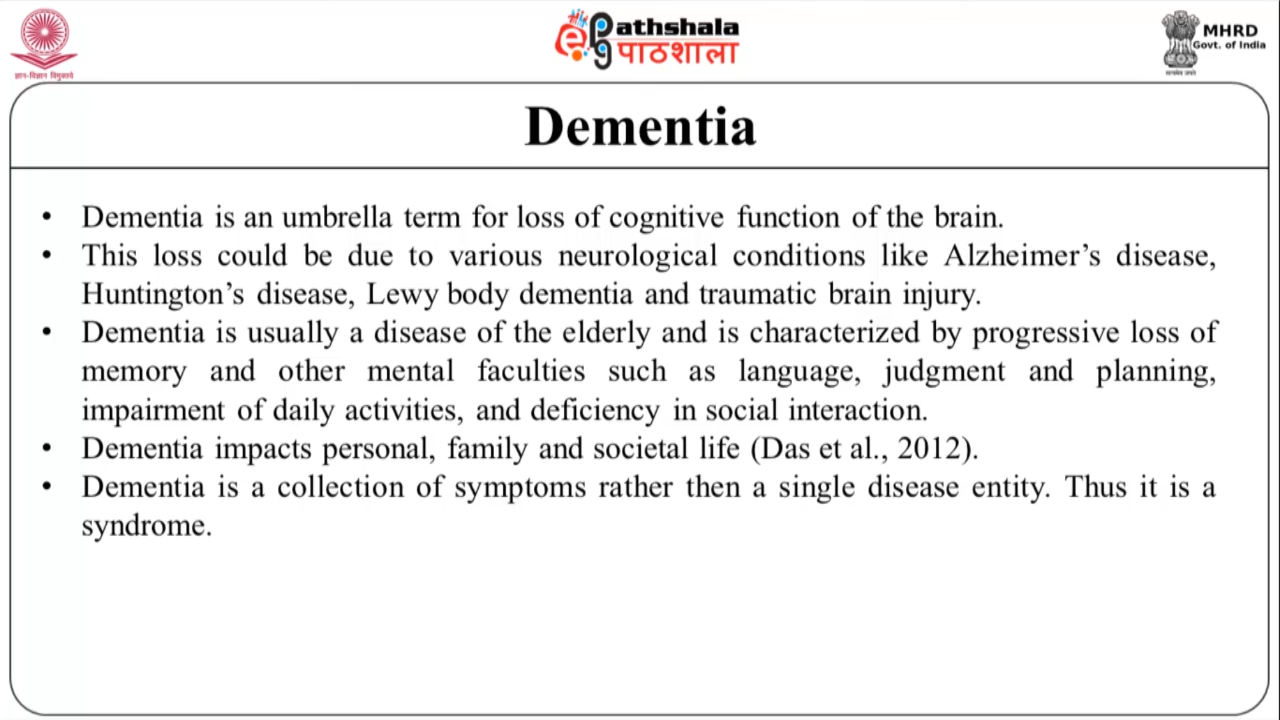 ज्ञान-विज्ञान विमुक्तये
ePathshala
पाठशाला
MHRD
Govt. of India
सत्यमेव जयते
Dementia
• Dementia is an umbrella term for loss of cognitive function of the brain.
• This loss could be due to various neurological conditions like Alzheimer’s disease,
Huntington’s disease, Lewy body dementia and traumatic brain injury.
• Dementia is usually a disease of the elderly and is characterized by progressive loss of
memory and other mental faculties such as language, judgment and planning,
impairment of daily activities, and deficiency in social interaction.
• Dementia impacts personal, family and societal life (Das et al., 2012).
• Dementia is a collection of symptoms rather then a single disease entity. Thus it is a
syndrome.